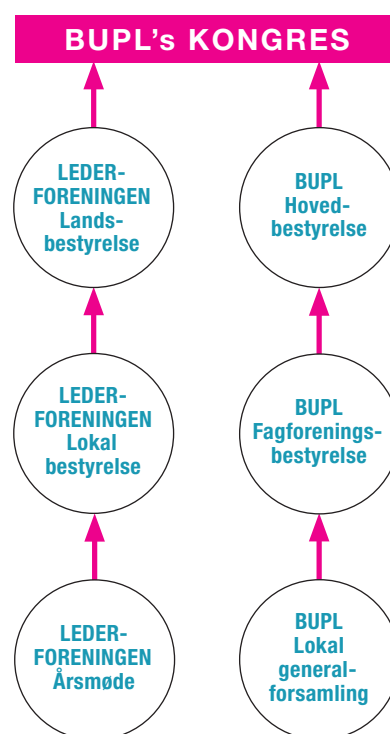 BUPL's KONGRES
LEDER-
FORENINGEN
Lands-
bestyrelse
BUPL
Hoved-
bestyrelse
LEDER-
FORENINGEN
Lokal
bestyrelse
BUPL
Fagforenings-
bestyrelse
LEDER-
FORENINGEN
Årsmøde
BUPL
Lokal
general-
forsamling